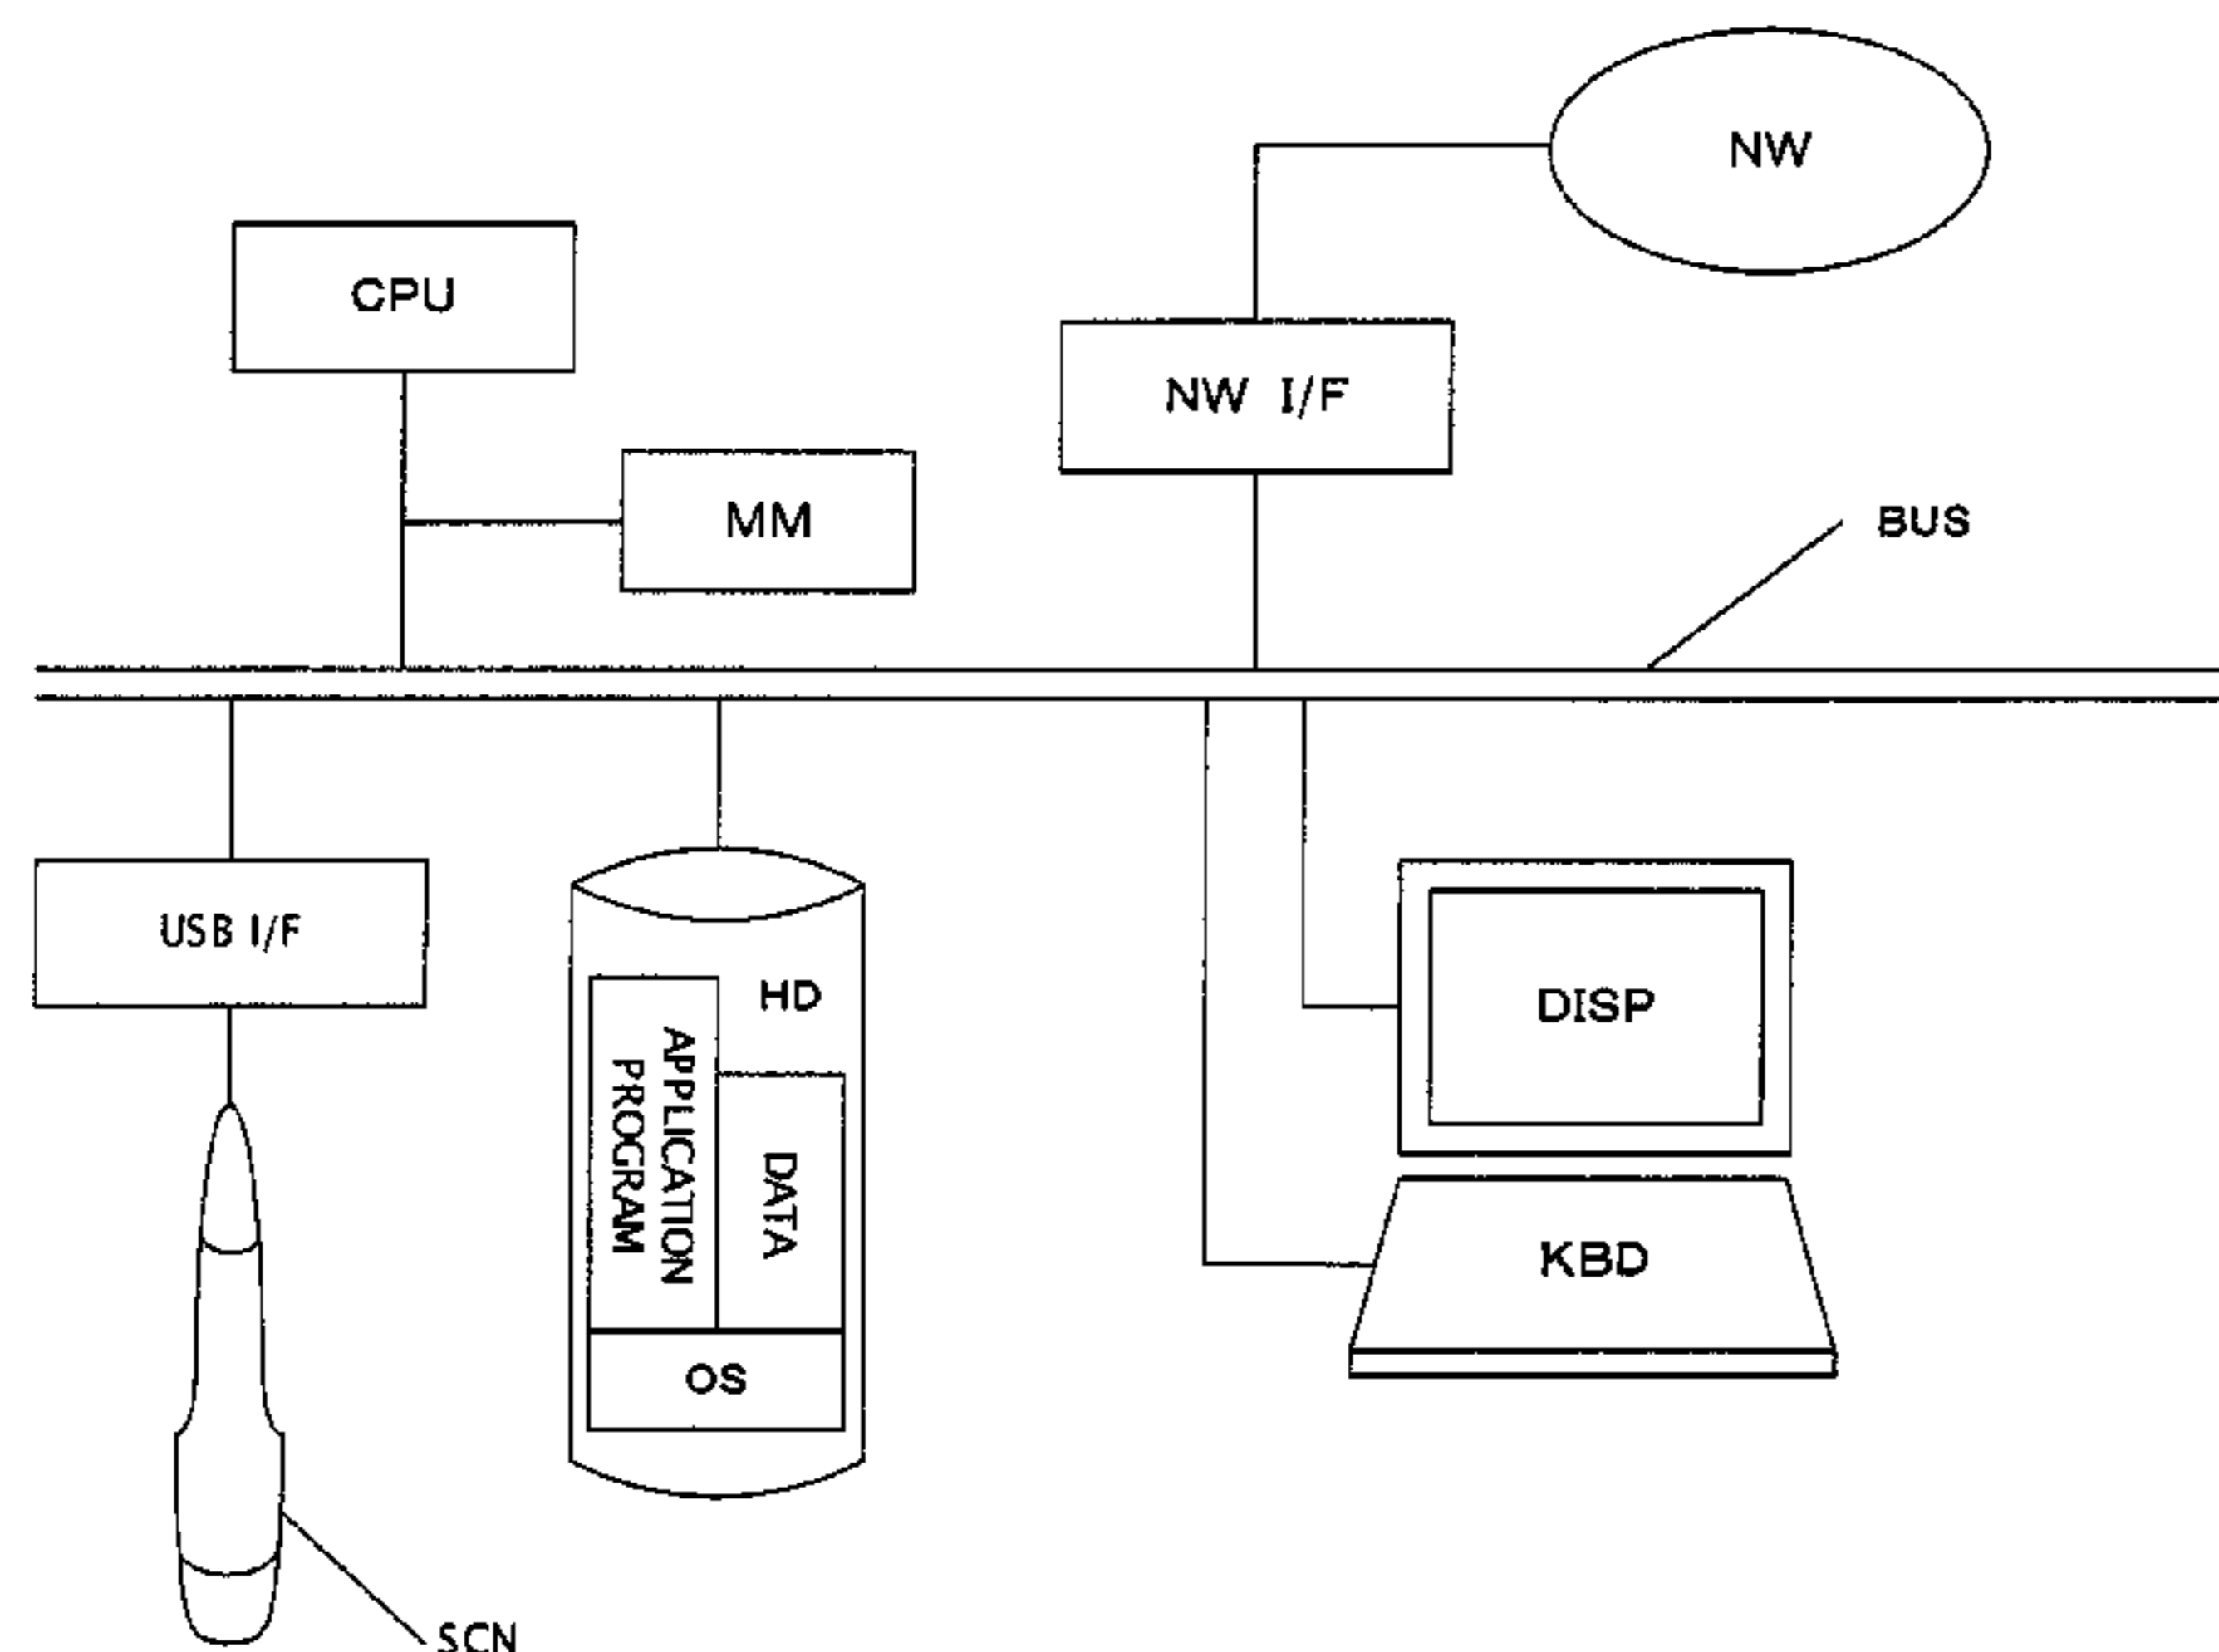 NW
CPU
NW I/F
MM
BUS
USB I/F
HD
APPLICATION
PROGRAM
DATA
OS
DISP
KBD
SCN